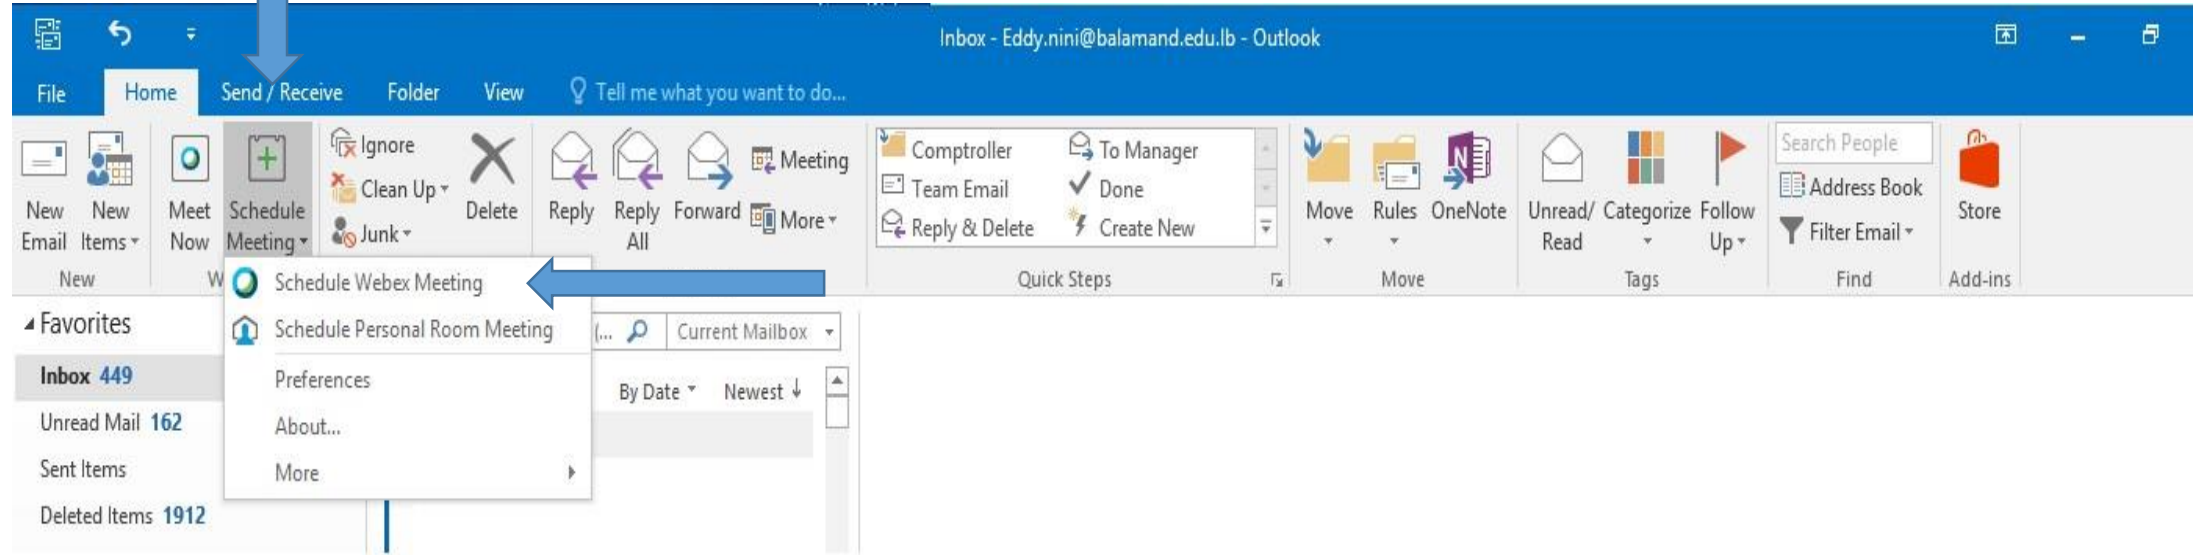 Inbox - Eddy.nini@balamand.edu.lb - Outlook
File Home Send / Receive Folder View Tell me what you want to do...
New Email
New Items
Meet Now
Schedule Meeting
Ignore
Clean Up
Junk
Delete
Reply
Reply All
Forward
Meeting
More
Comptroller
Team Email
Reply & Delete
To Manager
Done
Create New
Move
Rules
OneNote
Unread/ Read
Categorize
Follow Up
Search People
Address Book
Filter Email
Store
New
W
Quick Steps
Move
Tags
Find
Add-ins
Schedule Webex Meeting
Schedule Personal Room Meeting
Preferences
About...
More
Favorites
Inbox 449
Unread Mail 162
Sent Items
Deleted Items 1912
(... Current Mailbox
By Date Newest